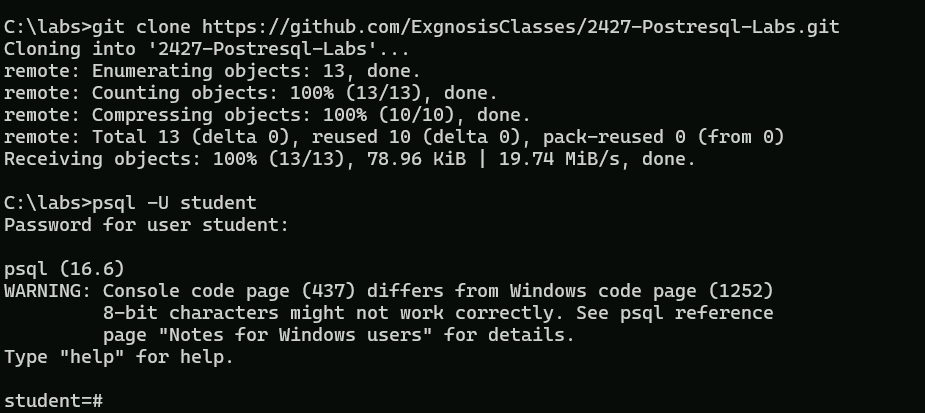 C:\labs>git clone https://github.com/ExgnosisClasses/2427-Postresql-Labs.git
Cloning into '2427-Postresql-Labs'...
remote: Enumerating objects: 13, done.
remote: Counting objects: 100% (13/13), done.
remote: Compressing objects: 100% (10/10), done.
remote: Total 13 (delta 0), reused 10 (delta 0), pack-reused 0 (from 0)
Receiving objects: 100% (13/13), 78.96 KiB | 19.74 MiB/s, done.
C:\labs>psql -U student
Password for user student:
psql (16.6)
WARNING: Console code page (437) differs from Windows code page (1252)
8-bit characters might not work correctly. See psql reference
page "Notes for Windows users" for details.
Type "help" for help.
student=#